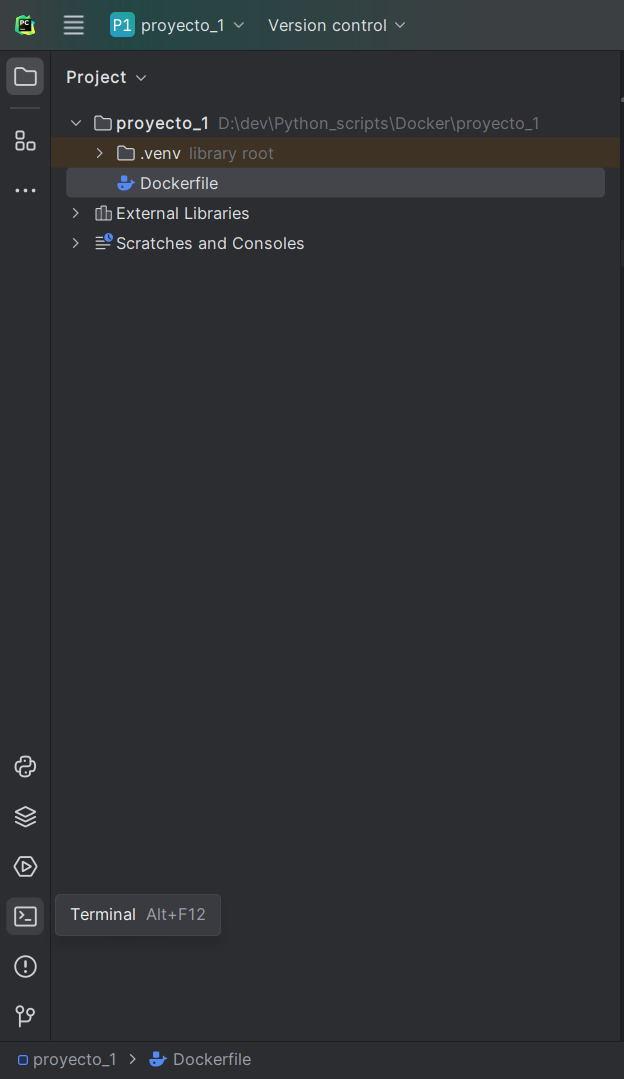 PC P1 proyecto_1 Version control
Project
proyecto_1 D:\dev\Python_scripts\Docker\proyecto_1
.venv library root
Dockerfile
External Libraries
Scratches and Consoles
Terminal Alt+F12
proyecto_1 Dockerfile